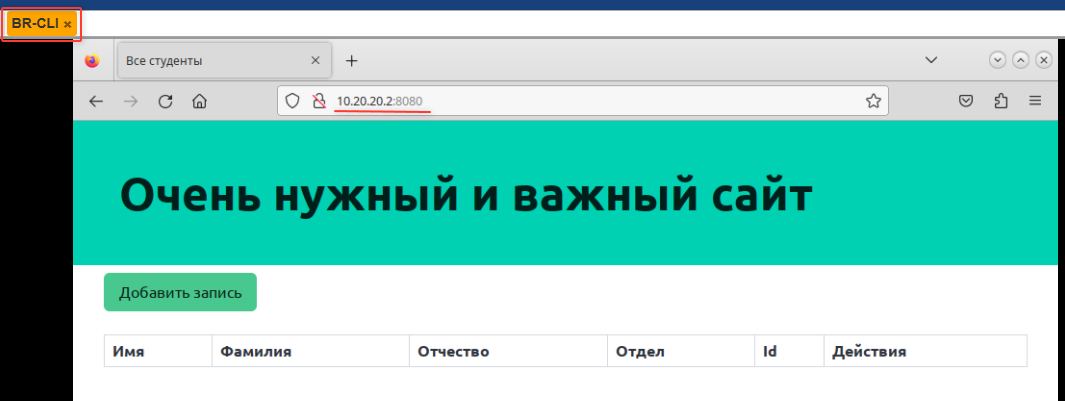 BR-CLI ×
Все студенты × +
10.20.20.2:8080
Очень нужный и важный сайт
Добавить запись
Имя Фамилия Отчество Отдел Id Действия